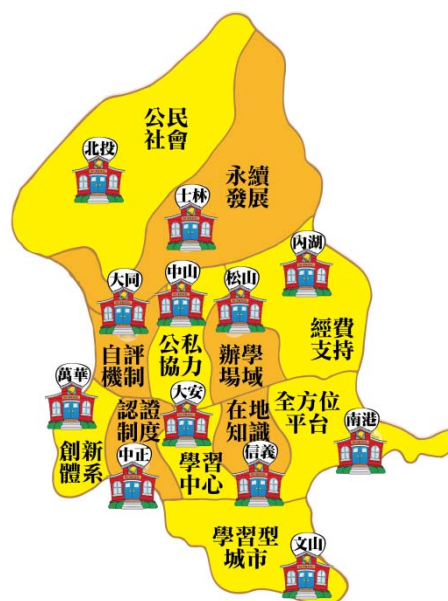 公民
社會
北投
永續
發展
士林
內湖
大同
中山
松山
經費
支持
自評
機制
公私
協力
辦學
場域
萬華
認證
制度
大安
在地
知識
全方位
平台
南港
創新
體系
中正
學習
中心
信義
學習型
城市
文山